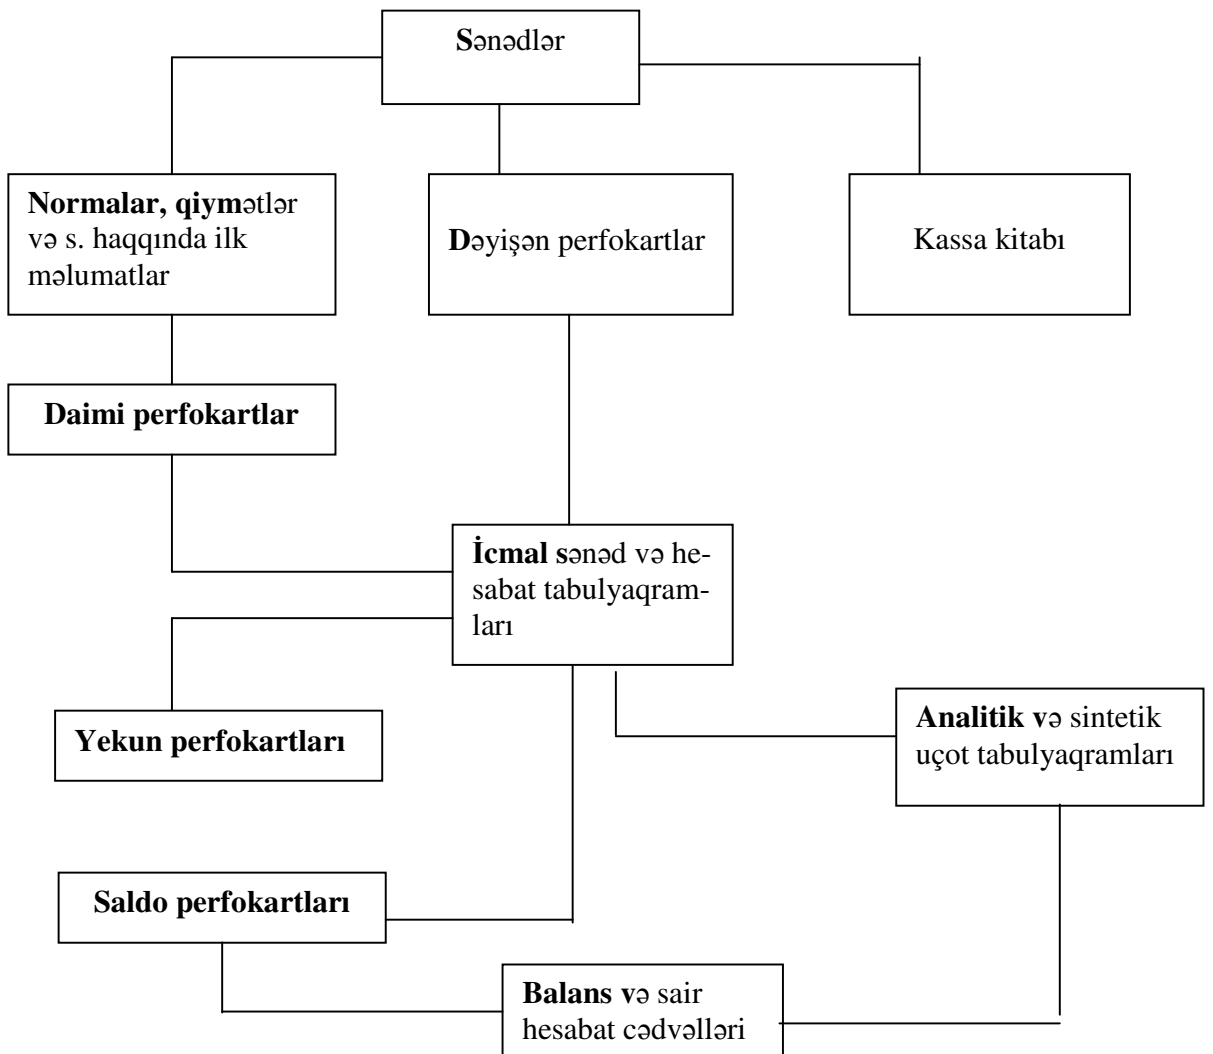 Sənədlər
Normalar, qiymətlər
və s. haqqında ilk
məlumatlar
Dəyişən perfokartlar
Kassa kitabı
Daimi perfokartlar
İcmal sənəd və he-
sabat tabulyaqram-
ları
Yekun perfokartları
Analitik və sintetik
uçot tabulyaqramları
Saldo perfokartları
Balans və sair
hesabat cədvəlləri